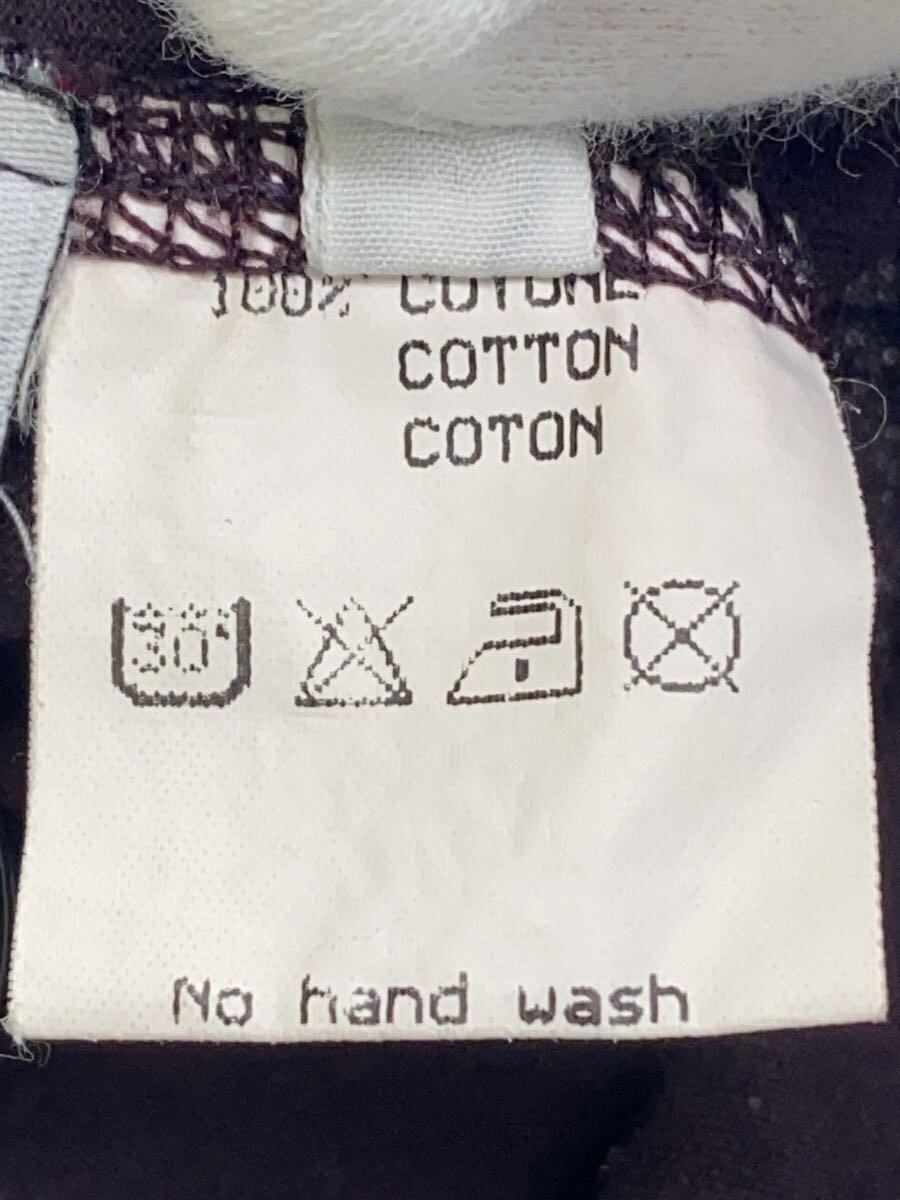 100% COTONE
COTTON
COTON
30°
No hand wash